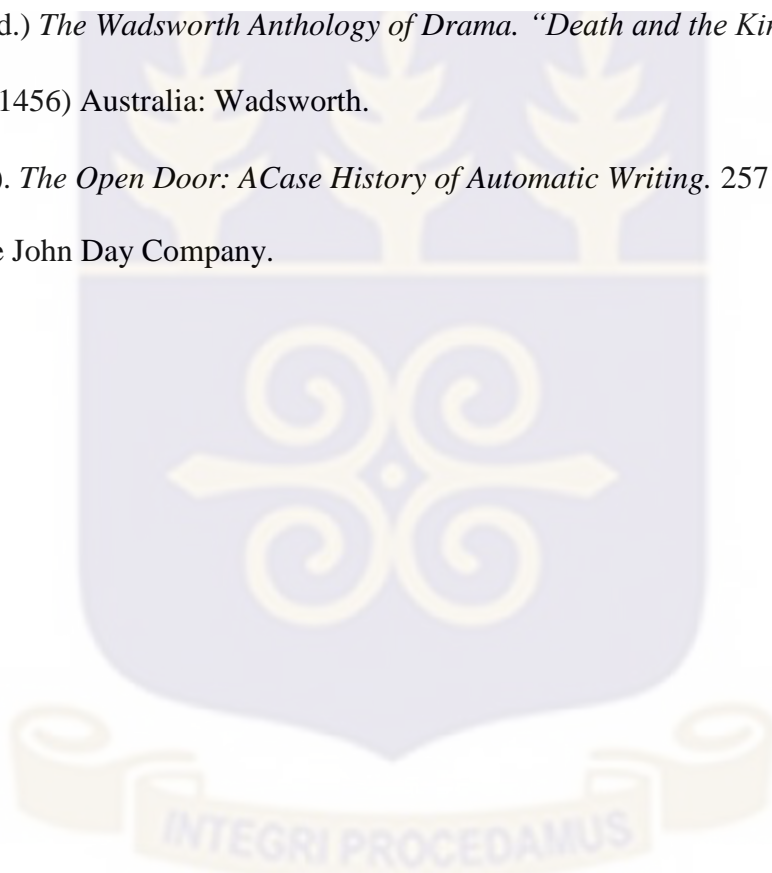 d.) The Wadsworth Anthology of Drama. “Death and the Kin
1456) Australia: Wadsworth.
). The Open Door: ACase History of Automatic Writing. 257
e John Day Company.
INTEGRI PROCEDAMUS